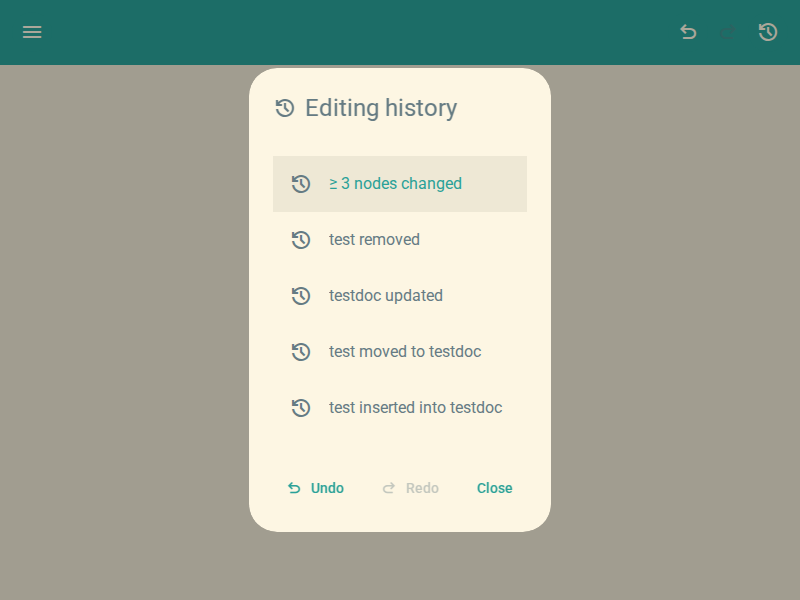 Editing history
≥ 3 nodes changed
test removed
testdoc updated
test moved to testdoc
test inserted into testdoc
Undo Redo Close